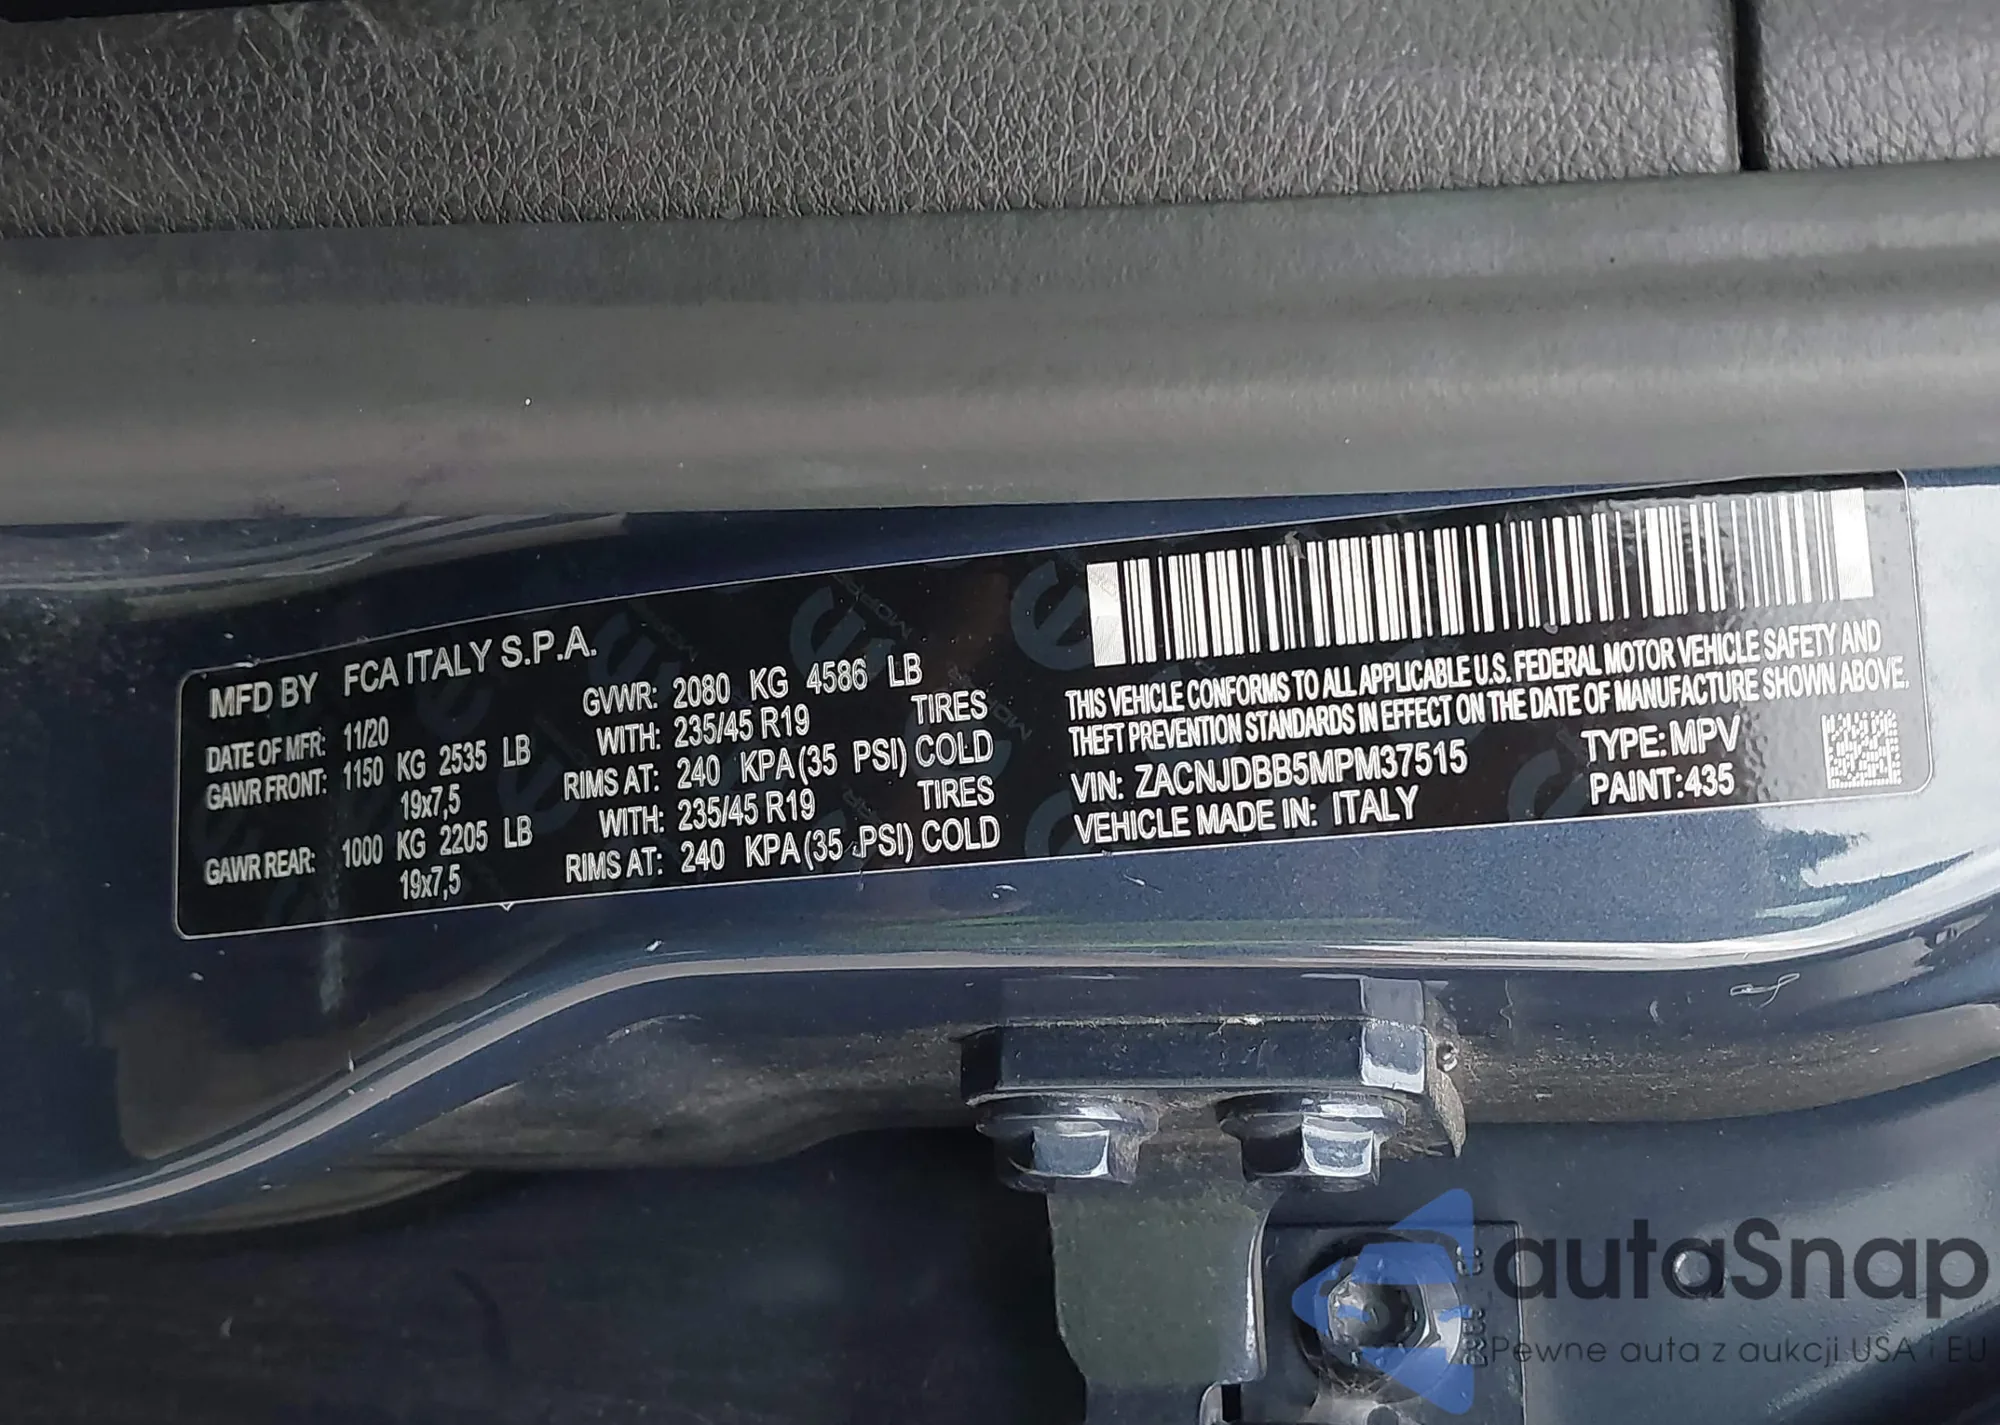 MFD BY FCA ITALY S.P.A.
DATE OF MFR: 11/20 GVWR: 2080 KG 4586 LB
GAWR FRONT: 1150 KG 2535 LB WITH: 235/45 R19 TIRES
19x7,5 RIMS AT: 240 KPA (35 PSI) COLD
GAWR REAR: 1000 KG 2205 LB WITH: 235/45 R19 TIRES
19x7,5 RIMS AT: 240 KPA (35 PSI) COLD
THIS VEHICLE CONFORMS TO ALL APPLICABLE U.S. FEDERAL MOTOR VEHICLE SAFETY AND
THEFT PREVENTION STANDARDS IN EFFECT ON THE DATE OF MANUFACTURE SHOWN ABOVE.
VIN: ZACNJDBB5MPM37515 TYPE: MPV
VEHICLE MADE IN: ITALY PAINT: 435
autaSnap
Pewne auta z aukcji USA i EU